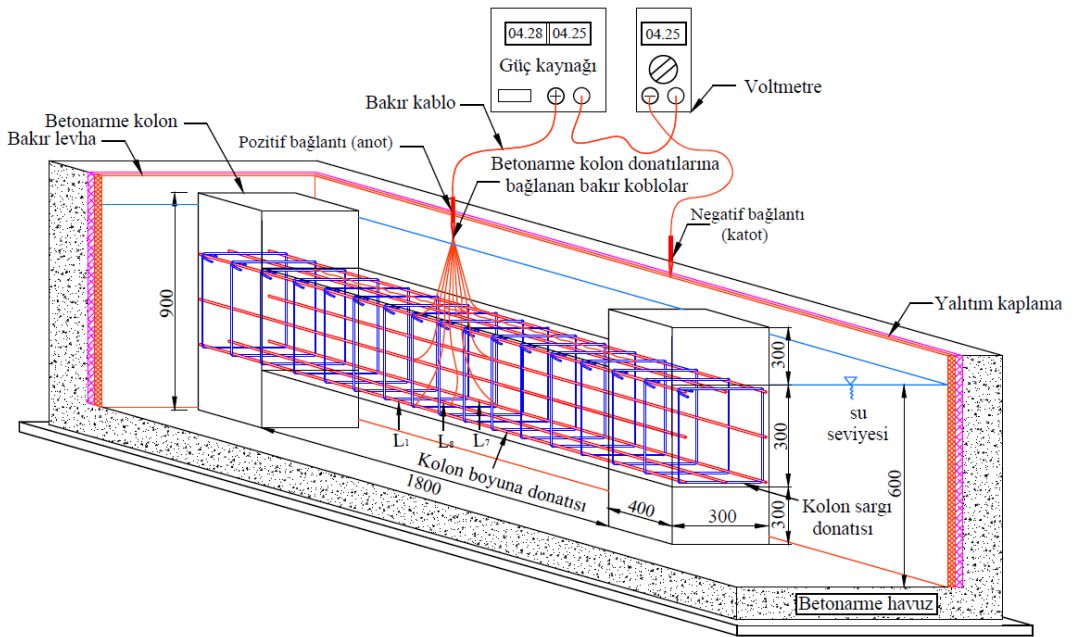 04.28 04.25
Güç kaynağı
04.25
Voltmetre
Bakır kablo
Betonarme kolon
Bakır levha
Pozitif bağlantı (anot)
Betonarme kolon donatılarına
bağlanan bakır koblolar
Negatif bağlantı
(katot)
Yalıtım kaplama
900
300
300
300
su
seviyesi
600
L1
L8
L7
Kolon boyuna donatısı
1800
400
300
Kolon sargı
donatısı
Betonarme havuz